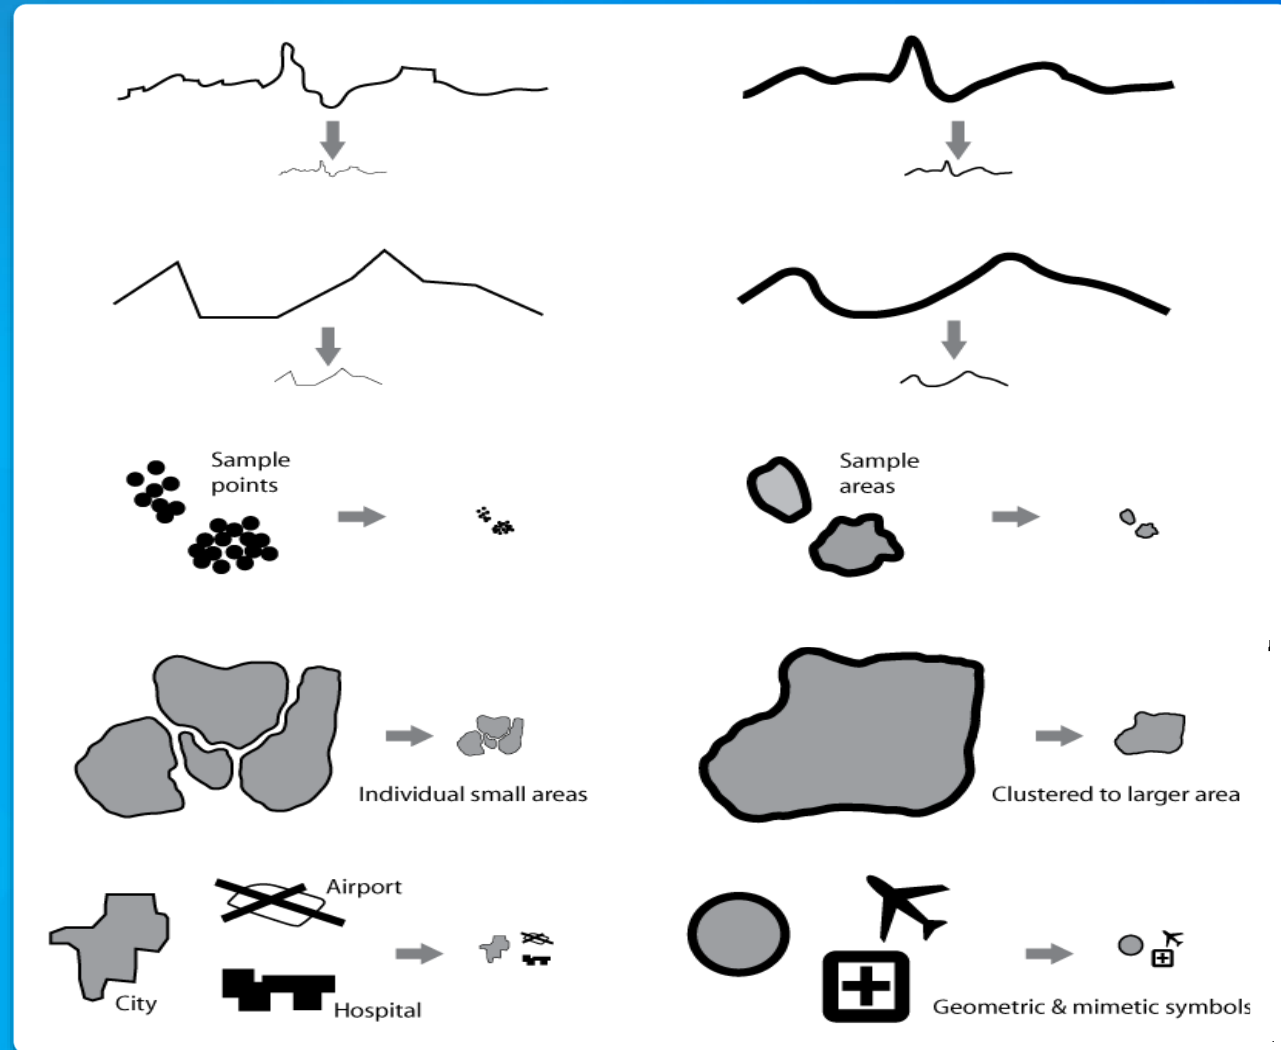 Sample
points
Sample
areas
Individual small areas
Clustered to larger area
Airport
City
Hospital
Geometric & mimetic symbols